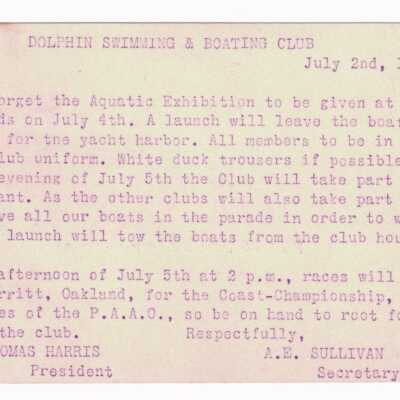 DOLPHIN SWIMMING & BOATING CLUB
July 2nd, 1
orget the Aquatic Exhibition to be given at
ds on July 4th. A launch will leave the boat
for tne yacht harbor. All members to be in
lub uniform. White duck trousers if possible
evening of July 5th the Club will take part
ant. As the other clubs will also take part
ve all our boats in the parade in order to w
launch will tow the boats from the club hou
afternoon of July 5th at 2 p.m., races will
rritt, Oakland, for the Coast-Championship,
es of the P.A.A.O., so be on hand to root fo
the club. Respectfully,
OMAS HARRIS A.E. SULLIVAN
President Secretary